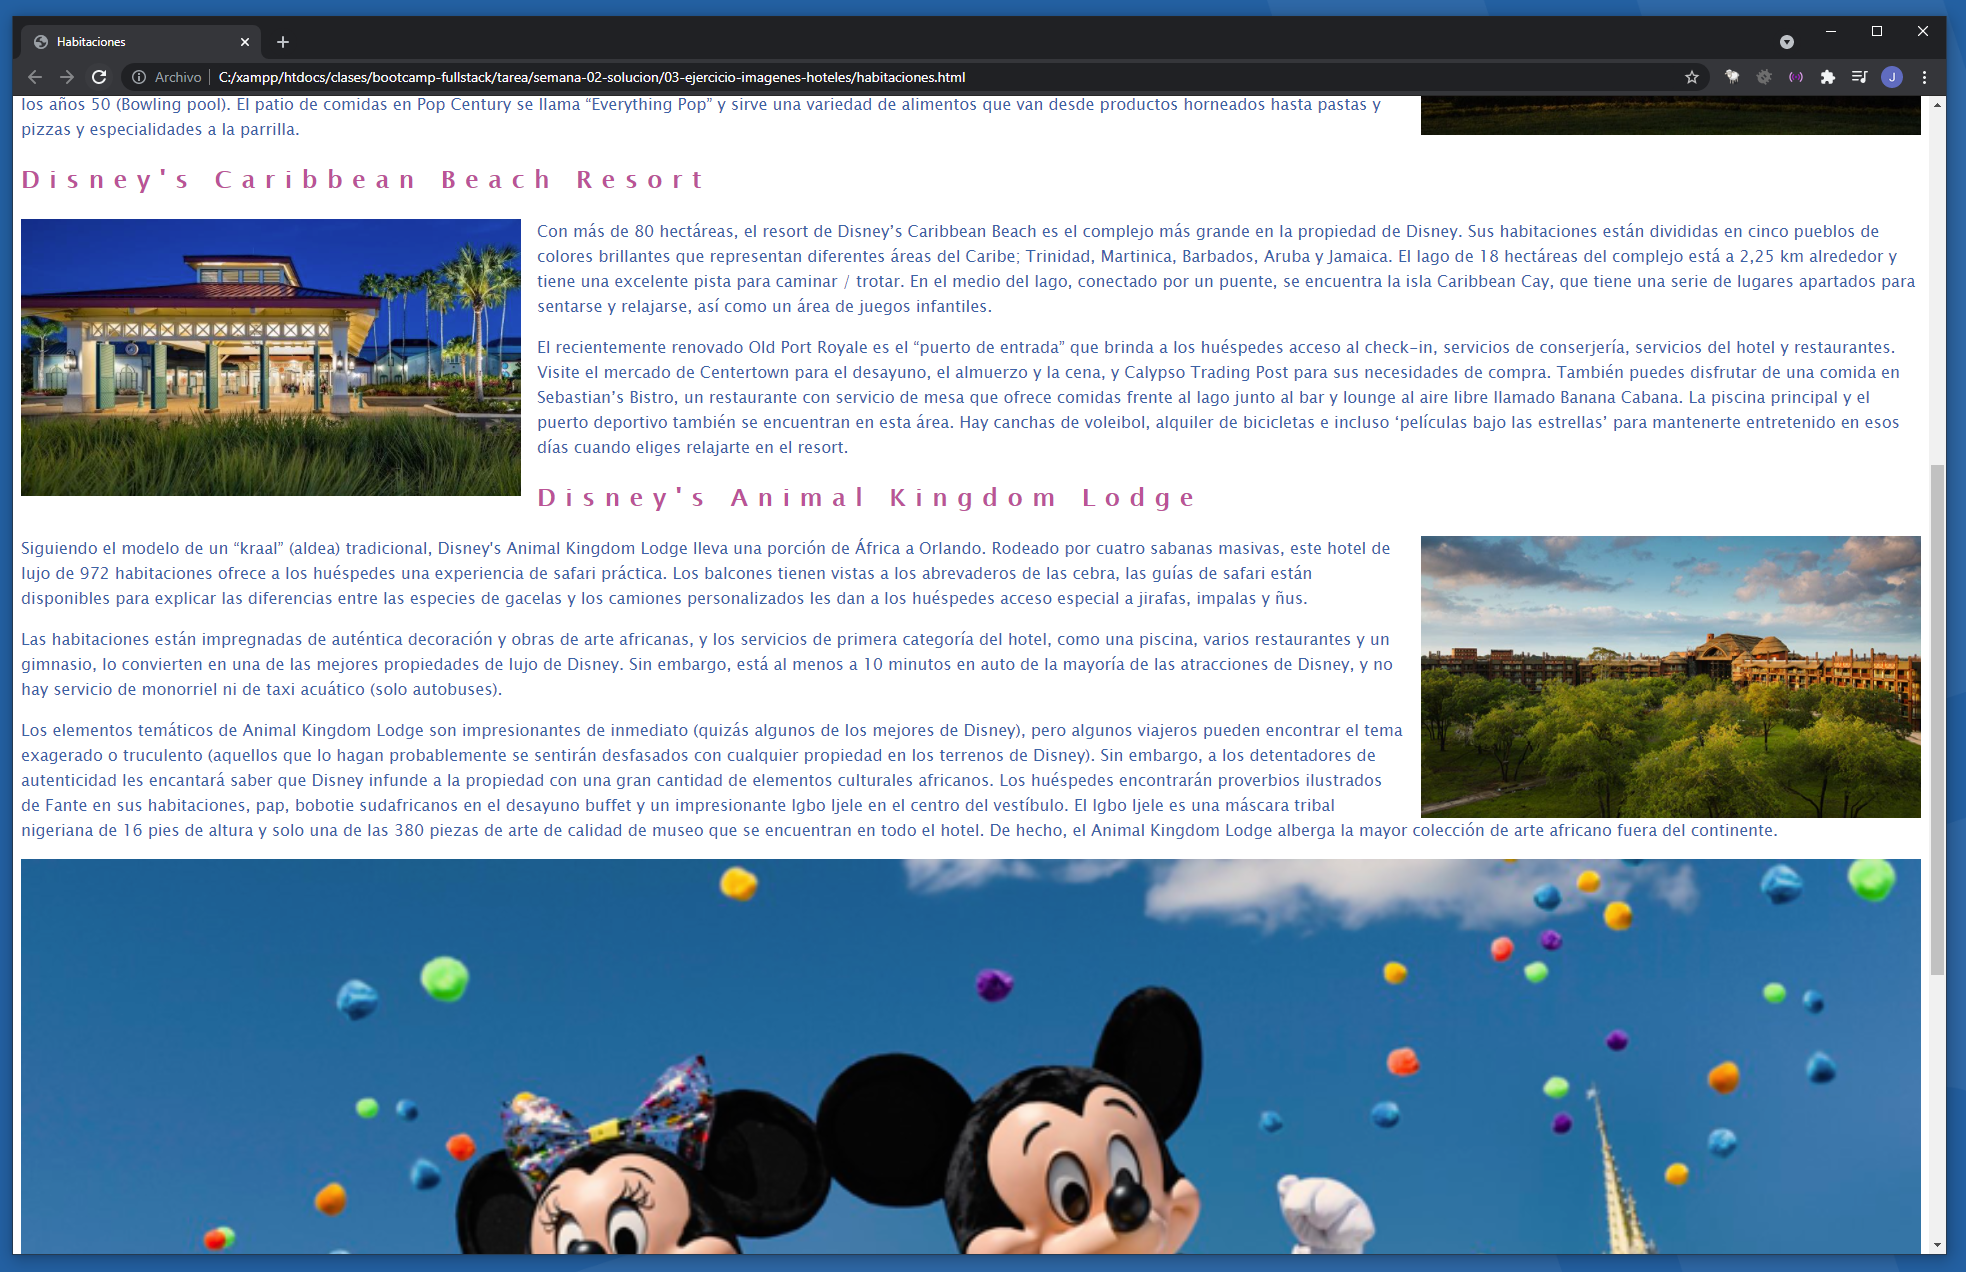 Habitaciones
Archivo C:/xampp/htdocs/clases/bootcamp-fullstack/tarea/semana-02-solucion/03-ejercicio-imagenes-hoteles/habitaciones.html
J
los años 50 (Bowling pool). El patio de comidas en Pop Century se llama “Everything Pop” y sirve una variedad de alimentos que van desde productos horneados hasta pastas y
pizzas y especialidades a la parrilla.
Disney's Caribbean Beach Resort
Con más de 80 hectáreas, el resort de Disney’s Caribbean Beach es el complejo más grande en la propiedad de Disney. Sus habitaciones están divididas en cinco pueblos de
colores brillantes que representan diferentes áreas del Caribe; Trinidad, Martinica, Barbados, Aruba y Jamaica. El lago de 18 hectáreas del complejo está a 2,25 km alrededor y
tiene una excelente pista para caminar / trotar. En el medio del lago, conectado por un puente, se encuentra la isla Caribbean Cay, que tiene una serie de lugares apartados para
sentarse y relajarse, así como un área de juegos infantiles.
El recientemente renovado Old Port Royale es el “puerto de entrada” que brinda a los huéspedes acceso al check-in, servicios de conserjería, servicios del hotel y restaurantes.
Visite el mercado de Centertown para el desayuno, el almuerzo y la cena, y Calypso Trading Post para sus necesidades de compra. También puedes disfrutar de una comida en
Sebastian’s Bistro, un restaurante con servicio de mesa que ofrece comidas frente al lago junto al bar y lounge al aire libre llamado Banana Cabana. La piscina principal y el
puerto deportivo también se encuentran en esta área. Hay canchas de voleibol, alquiler de bicicletas e incluso ‘películas bajo las estrellas’ para mantenerte entretenido en esos
días cuando eliges relajarte en el resort.
Disney's Animal Kingdom Lodge
Siguiendo el modelo de un “kraal” (aldea) tradicional, Disney's Animal Kingdom Lodge lleva una porción de África a Orlando. Rodeado por cuatro sabanas masivas, este hotel de
lujo de 972 habitaciones ofrece a los huéspedes una experiencia de safari práctica. Los balcones tienen vistas a los abrevaderos de las cebra, las guías de safari están
disponibles para explicar las diferencias entre las especies de gacelas y los camiones personalizados les dan a los huéspedes acceso especial a jirafas, impalas y ñus.
Las habitaciones están impregnadas de auténtica decoración y obras de arte africanas, y los servicios de primera categoría del hotel, como una piscina, varios restaurantes y un
gimnasio, lo convierten en una de las mejores propiedades de lujo de Disney. Sin embargo, está al menos a 10 minutos en auto de la mayoría de las atracciones de Disney, y no
hay servicio de monorriel ni de taxi acuático (solo autobuses).
Los elementos temáticos de Animal Kingdom Lodge son impresionantes de inmediato (quizás algunos de los mejores de Disney), pero algunos viajeros pueden encontrar el tema
exagerado o truculento (aquellos que lo hagan probablemente se sentirán desfasados con cualquier propiedad en los terrenos de Disney). Sin embargo, a los detentadores de
autenticidad les encantará saber que Disney infunde a la propiedad con una gran cantidad de elementos culturales africanos. Los huéspedes encontrarán proverbios ilustrados
de Fante en sus habitaciones, pap, bobotie sudafricanos en el desayuno buffet y un impresionante Igbo Ijele en el centro del vestíbulo. El Igbo Ijele es una máscara tribal
nigeriana de 16 pies de altura y solo una de las 380 piezas de arte de calidad de museo que se encuentran en todo el hotel. De hecho, el Animal Kingdom Lodge alberga la mayor colección de arte africano fuera del continente.